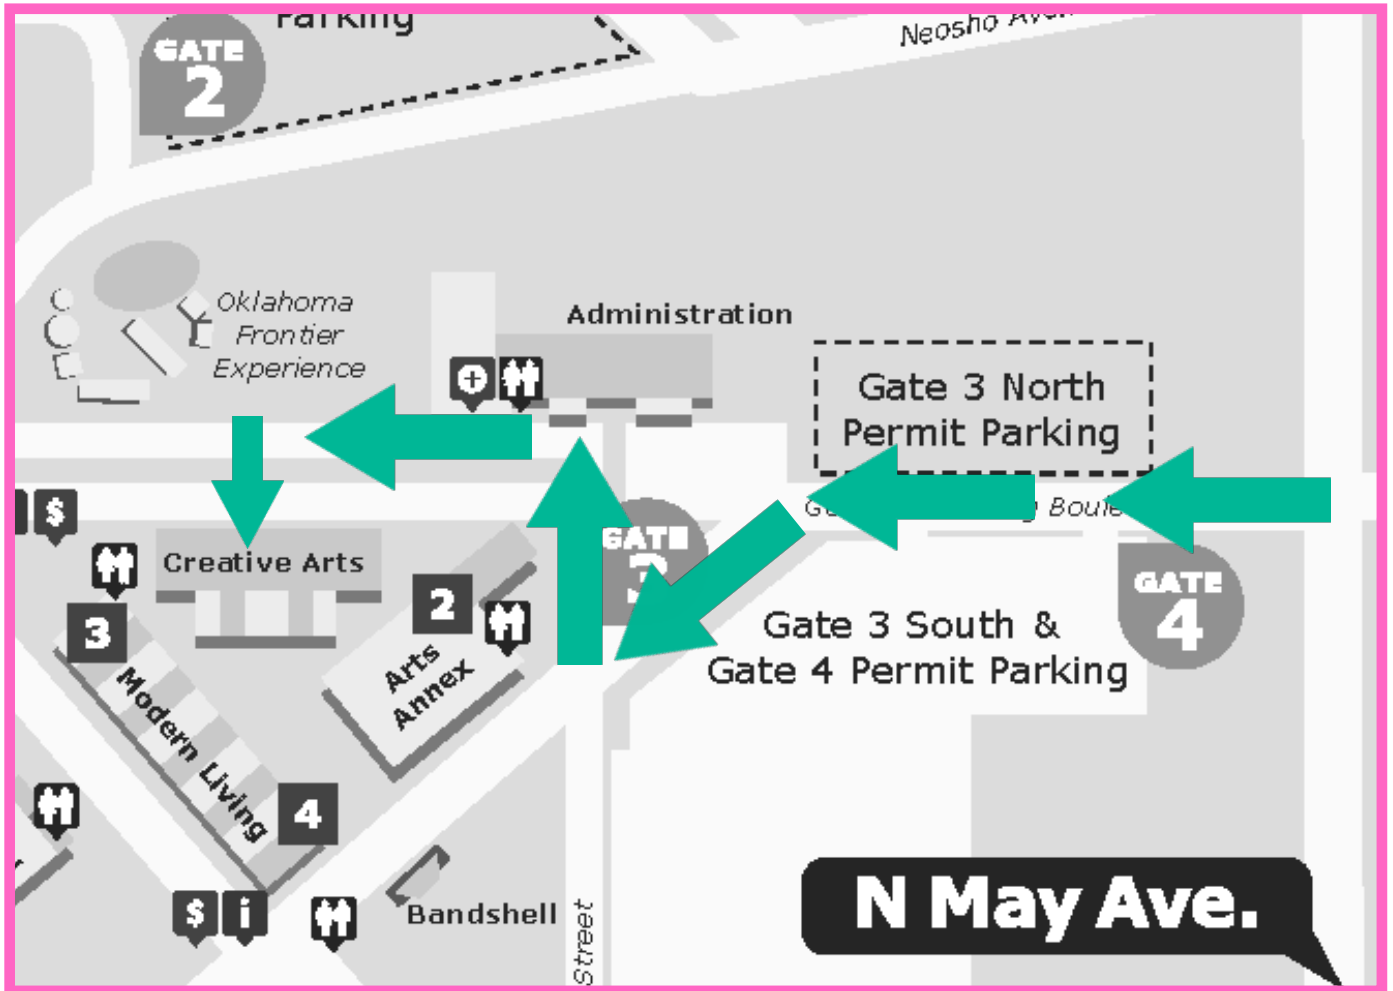 Parking
GATE
2
Neosho
Oklahoma
Frontier
Experience
Administration
Gate 3 North
Permit Parking
$
GATE
3
Creative Arts
2
3
Arts
Annex
Modern Living
4
Gate 3 South &
Gate 4 Permit Parking
GATE
4
$ i
Bandshell
Street
N May Ave.